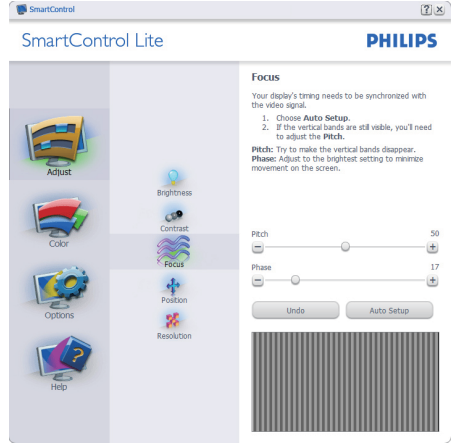 SmartControl
SmartControl Lite
PHILIPS
Adjust
Color
Options
Help
Brightness
Contrast
Focus
Position
Resolution
Focus
Your display's timing needs to be synchronized with
the video signal.
1. Choose Auto Setup.
2. If the vertical bands are still visible, you'll need
to adjust the Pitch.
Pitch: Try to make the vertical bands disappear.
Phase: Adjust to the brightest setting to minimize
movement on the screen.
Pitch 50
Phase 17
Undo Auto Setup